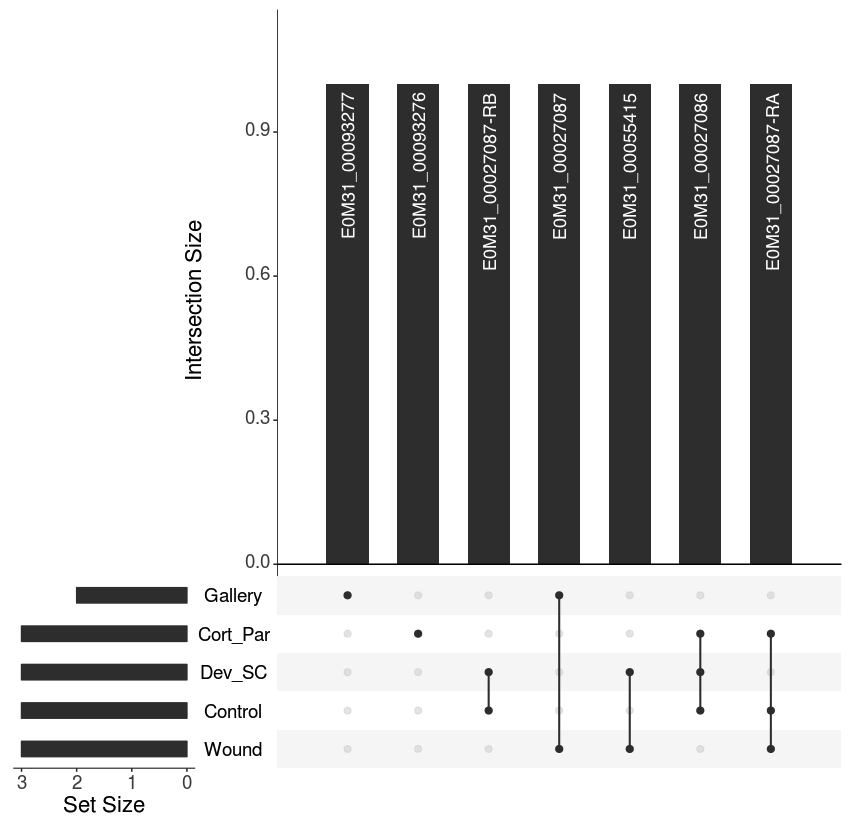 E0M31_00093277
E0M31_00093276
E0M31_00027087-RB
E0M31_00027087
E0M31_00055415
E0M31_00027086
E0M31_00027087-RA
Intersection Size
0.9
0.6
0.3
0.0
Gallery
Cort_Par
Dev_SC
Control
Wound
3 2 1 0
Set Size